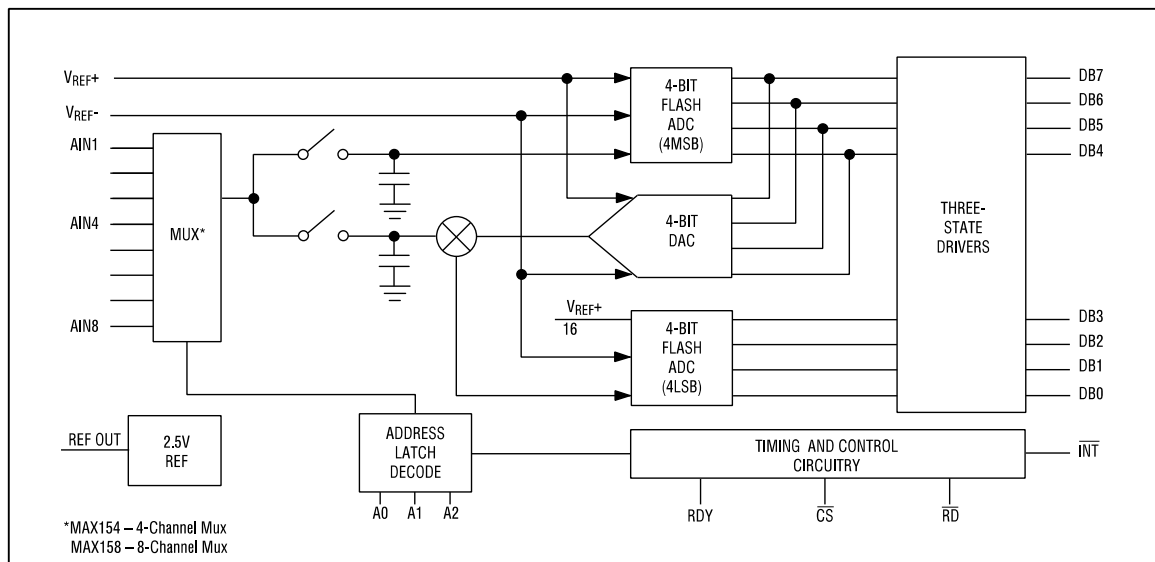 VREF+
VREF-
AIN1
AIN4
AIN8
MUX*
4-BIT
FLASH
ADC
(4MSB)
4-BIT
DAC
VREF+
16
4-BIT
FLASH
ADC
(4LSB)
THREE-
STATE
DRIVERS
DB7
DB6
DB5
DB4
DB3
DB2
DB1
DB0
REF OUT
2.5V
REF
ADDRESS
LATCH
DECODE
A0 A1 A2
TIMING AND CONTROL
CIRCUITRY
INT
RDY CS RD
*MAX154 – 4-Channel Mux
MAX158 – 8-Channel Mux